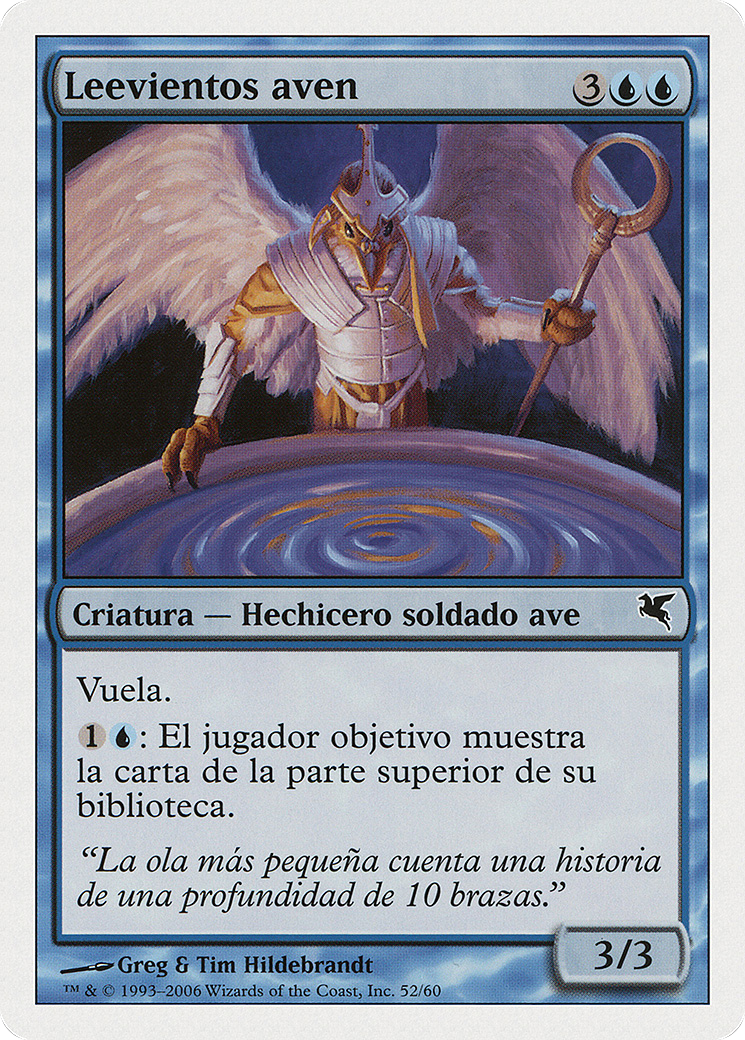 Leevientos aven 3
Criatura — Hechicero soldado ave
Vuela.
1 : El jugador objetivo muestra
la carta de la parte superior de su
biblioteca.
“La ola más pequeña cuenta una historia
de una profundidad de 10 brazas.”
3/3
Greg & Tim Hildebrandt
™ & © 1993–2006 Wizards of the Coast, Inc. 52/60